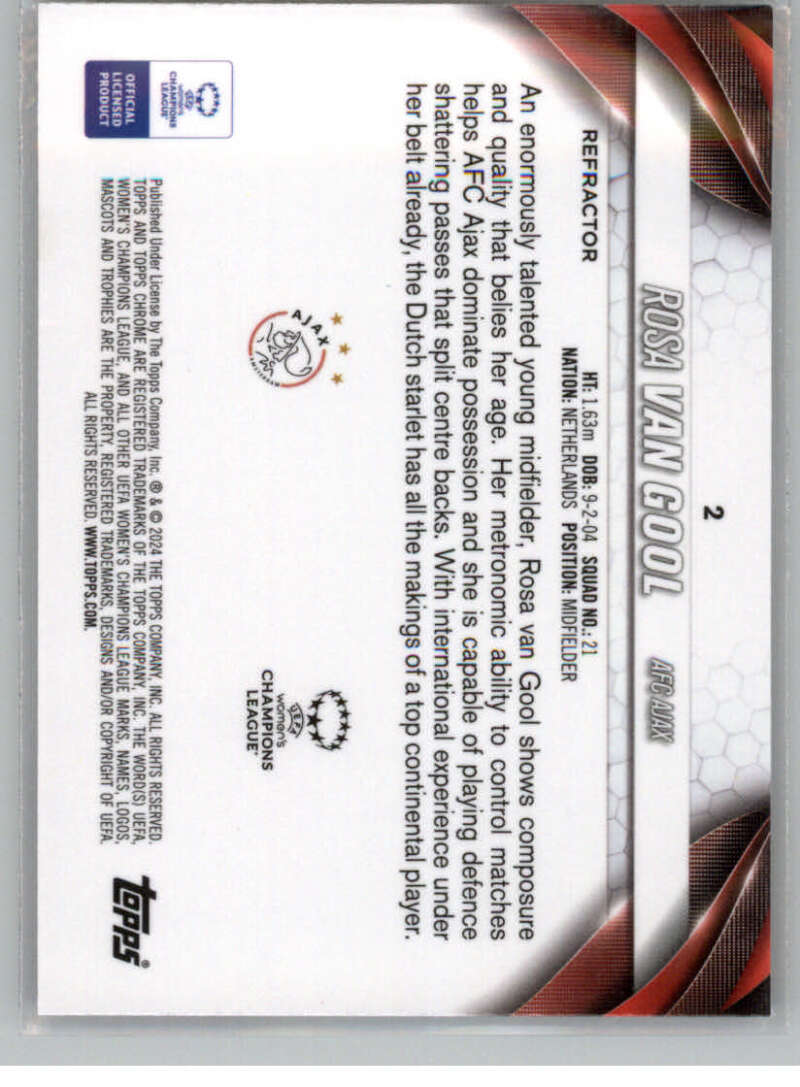 2
ROSA VAN GOOL AFC AJAX
HT: 1.63m DOB: 9-2-04 SQUAD NO.: 21
REFRACTOR
NATION: NETHERLANDS POSITION: MIDFIELDER
An enormously talented young midfielder, Rosa van Gool shows composure
and quality that belies her age. Her metronomic ability to control matches
helps AFC Ajax dominate possession and she is capable of playing defence
shattering passes that split centre backs. With international experience under
her belt already, the Dutch starlet has all the makings of a top continental player.
AJAX
AMSTERDAM
UEFA
women's
CHAMPIONS
LEAGUE
UEFA
women's
CHAMPIONS
LEAGUE
OFFICIAL
LICENSED
PRODUCT
Published Under License by The Topps Company, Inc. ® & © 2024 THE TOPPS COMPANY, INC. ALL RIGHTS RESERVED.
TOPPS AND TOPPS CHROME ARE REGISTERED TRADEMARKS OF THE TOPPS COMPANY, INC. THE WORD(S) UEFA,
WOMEN'S CHAMPIONS LEAGUE, AND ALL OTHER UEFA WOMEN'S CHAMPIONS LEAGUE MARKS, NAMES, LOGOS,
MASCOTS AND TROPHIES ARE THE PROPERTY, REGISTERED TRADEMARKS, DESIGNS AND/OR COPYRIGHT OF UEFA.
ALL RIGHTS RESERVED. WWW.TOPPS.COM.
topps®